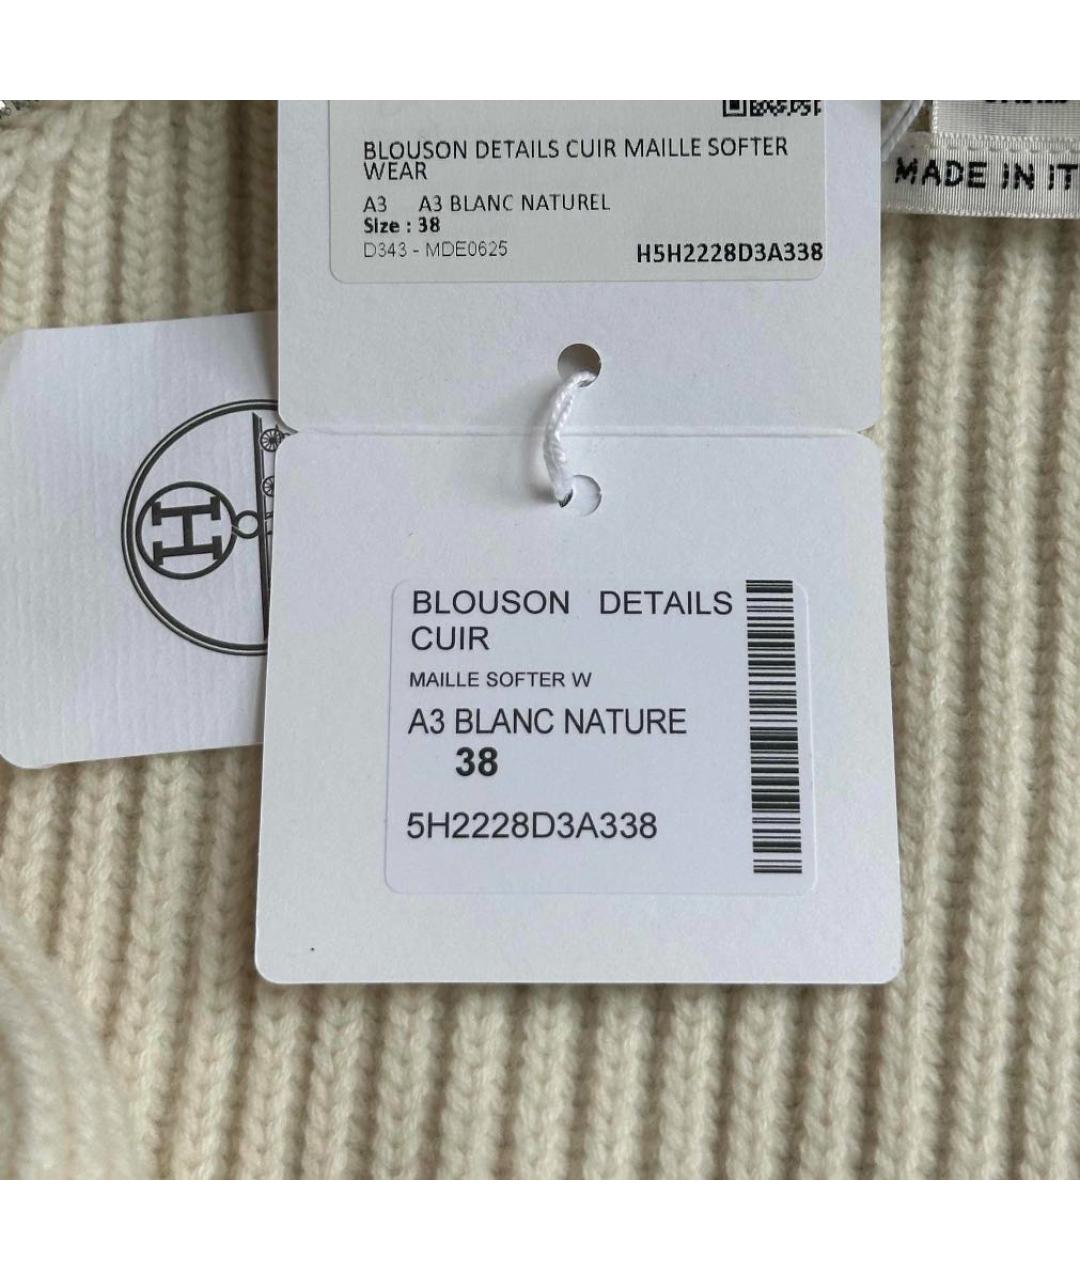 BLOUSON DETAILS CUIR MAILLE SOFTER
WEAR
A3 A3 BLANC NATUREL
Size : 38
D343 - MDE0625 H5H2228D3A338
MADE IN IT
H
BLOUSON DETAILS
CUIR
MAILLE SOFTER W
A3 BLANC NATURE
38
5H2228D3A338